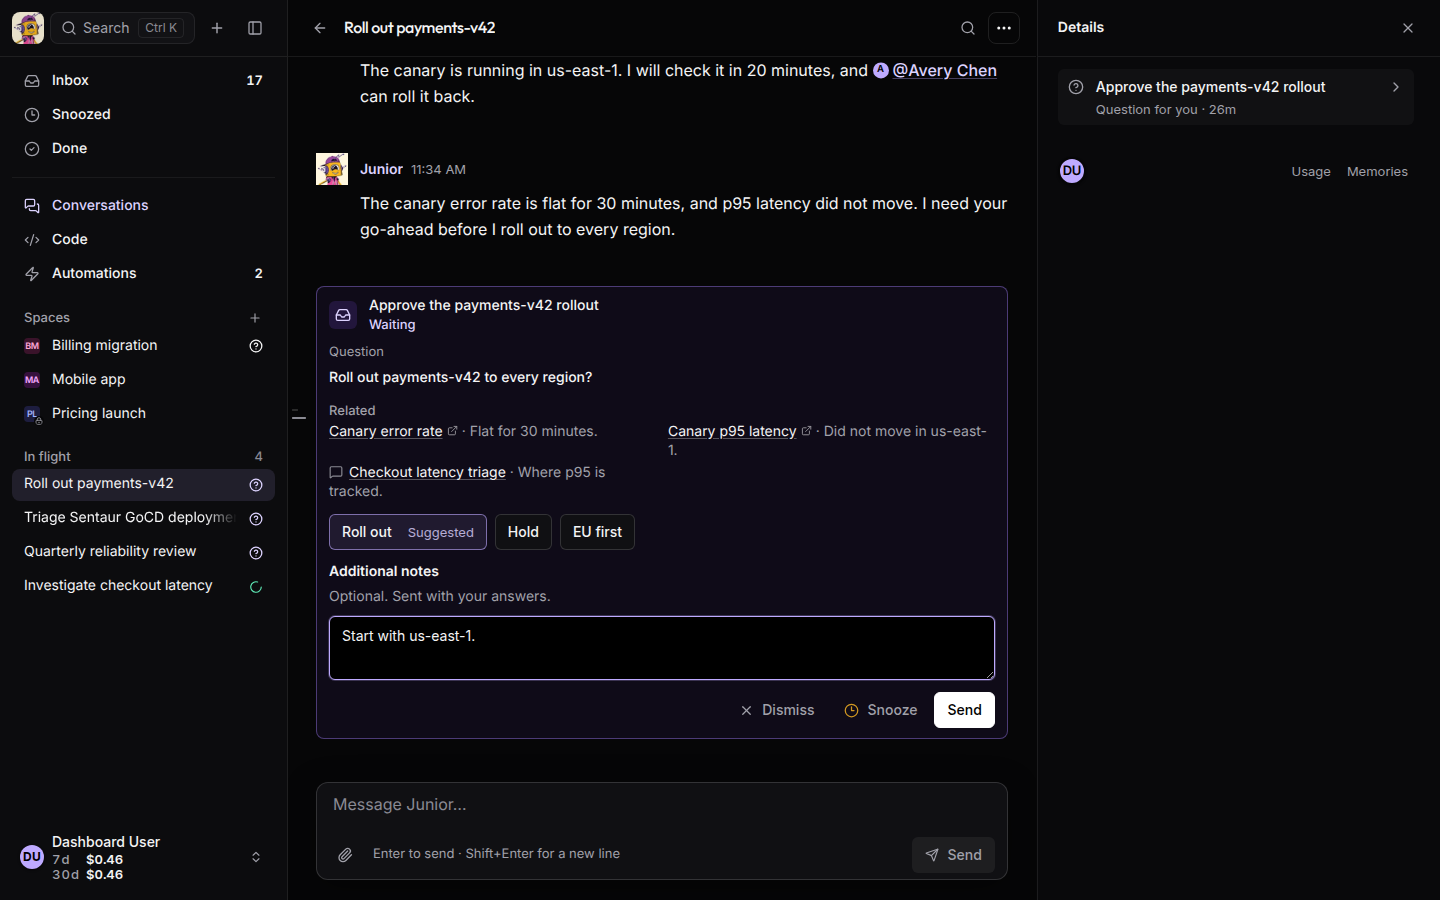 Search Ctrl K
Inbox 17
Snoozed
Done
Conversations
Code
Automations 2
Spaces
BM Billing migration
MA Mobile app
PL Pricing launch
In flight 4
Roll out payments-v42
Triage Sentaur GoCD deployme
Quarterly reliability review
Investigate checkout latency
DU Dashboard User
7d $0.46
30d $0.46
Roll out payments-v42
The canary is running in us-east-1. I will check it in 20 minutes, and A @Avery Chen
can roll it back.
Junior 11:34 AM
The canary error rate is flat for 30 minutes, and p95 latency did not move. I need your
go-ahead before I roll out to every region.
Approve the payments-v42 rollout
Waiting
Question
Roll out payments-v42 to every region?
Related
Canary error rate · Flat for 30 minutes.
Canary p95 latency · Did not move in us-east-
1.
Checkout latency triage · Where p95 is
tracked.
Roll out Suggested Hold EU first
Additional notes
Optional. Sent with your answers.
Start with us-east-1.
Dismiss Snooze Send
Message Junior...
Enter to send · Shift+Enter for a new line Send
Details
Approve the payments-v42 rollout
Question for you · 26m
DU Usage Memories